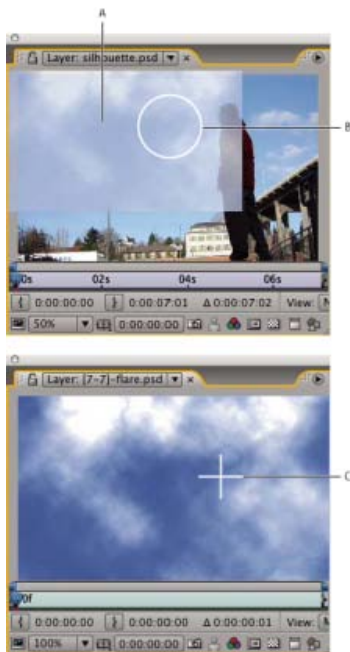 A
Layer: silhouette.psd
B
0s 02s 04s 06s
0:00:00:00 0:00:07:01 Δ 0:00:07:02 View:
50% 0:00:00:00
Layer: [7-7]-flare.psd
C
0f
0:00:00:00 0:00:00:00 Δ 0:00:00:01 View:
100% 0:00:00:00